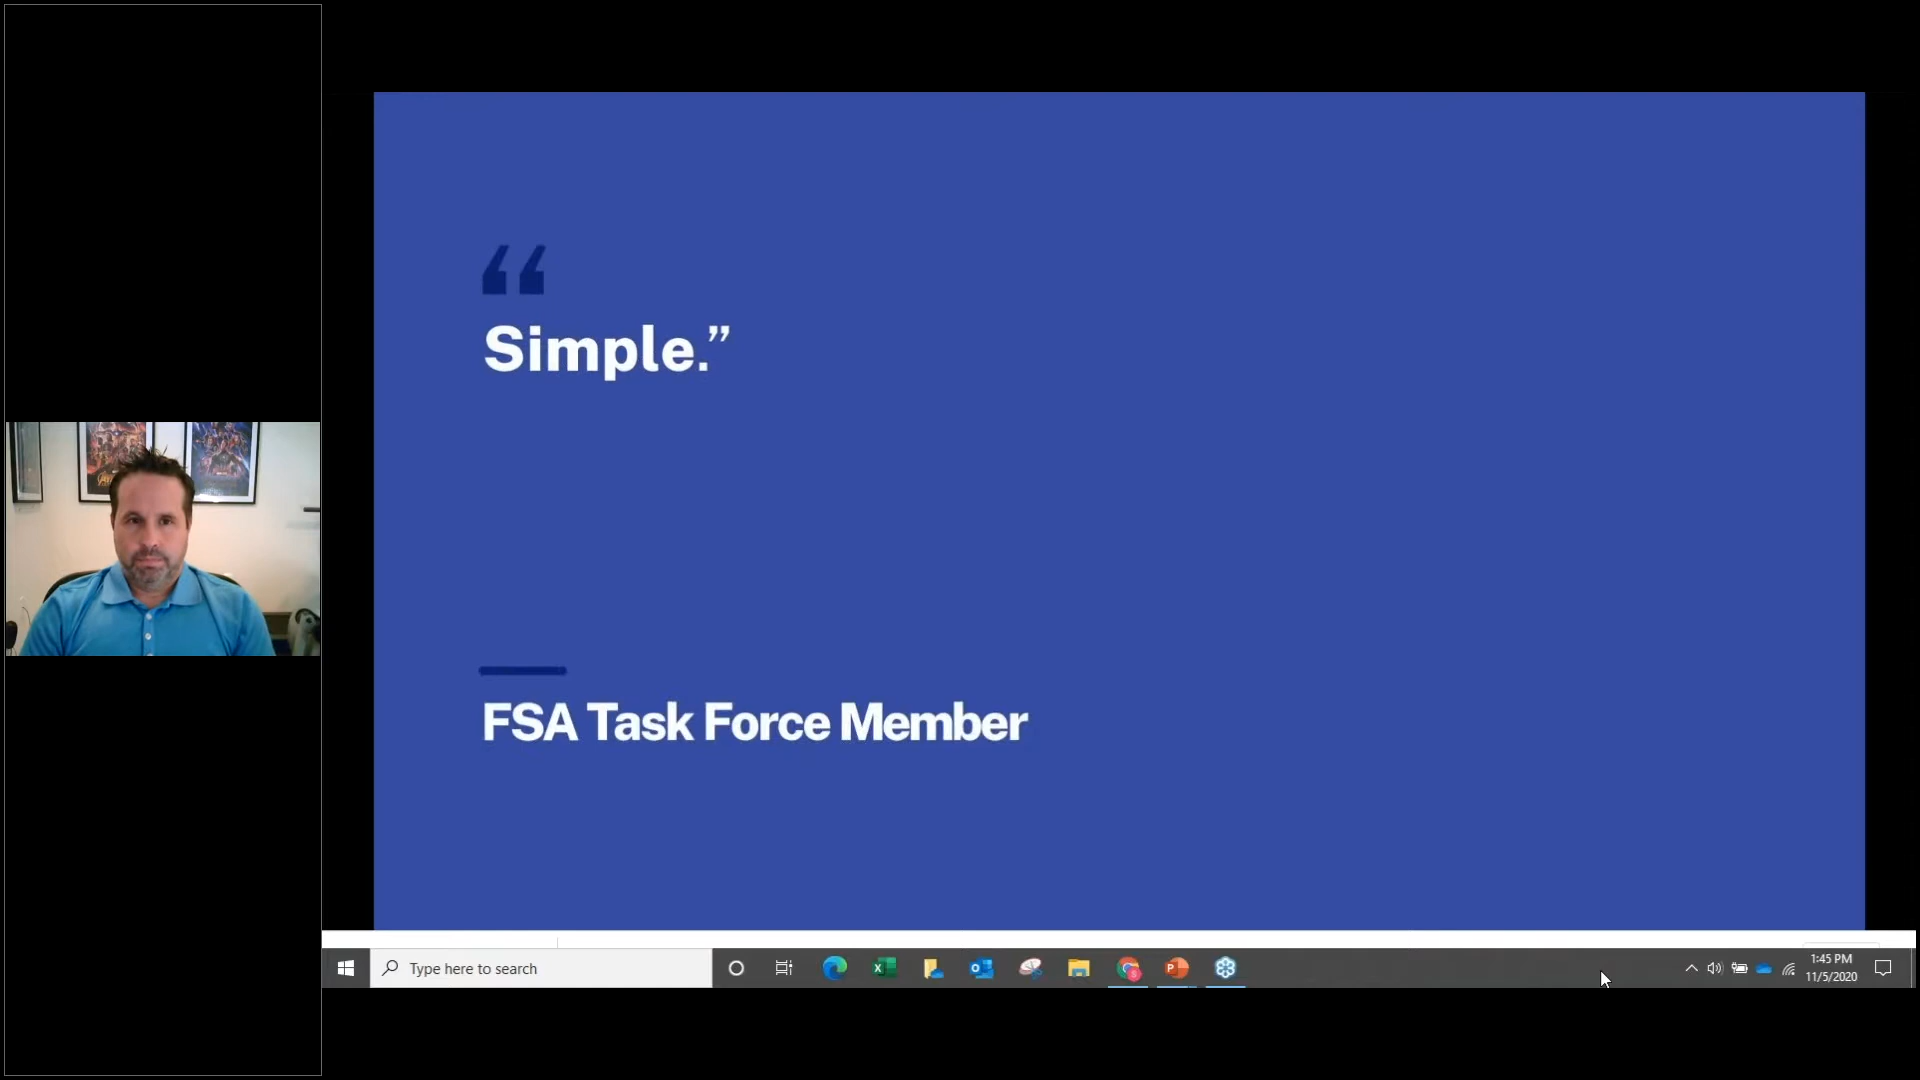 “
Simple.”
FSA Task Force Member
Type here to search
1:45 PM
11/5/2020